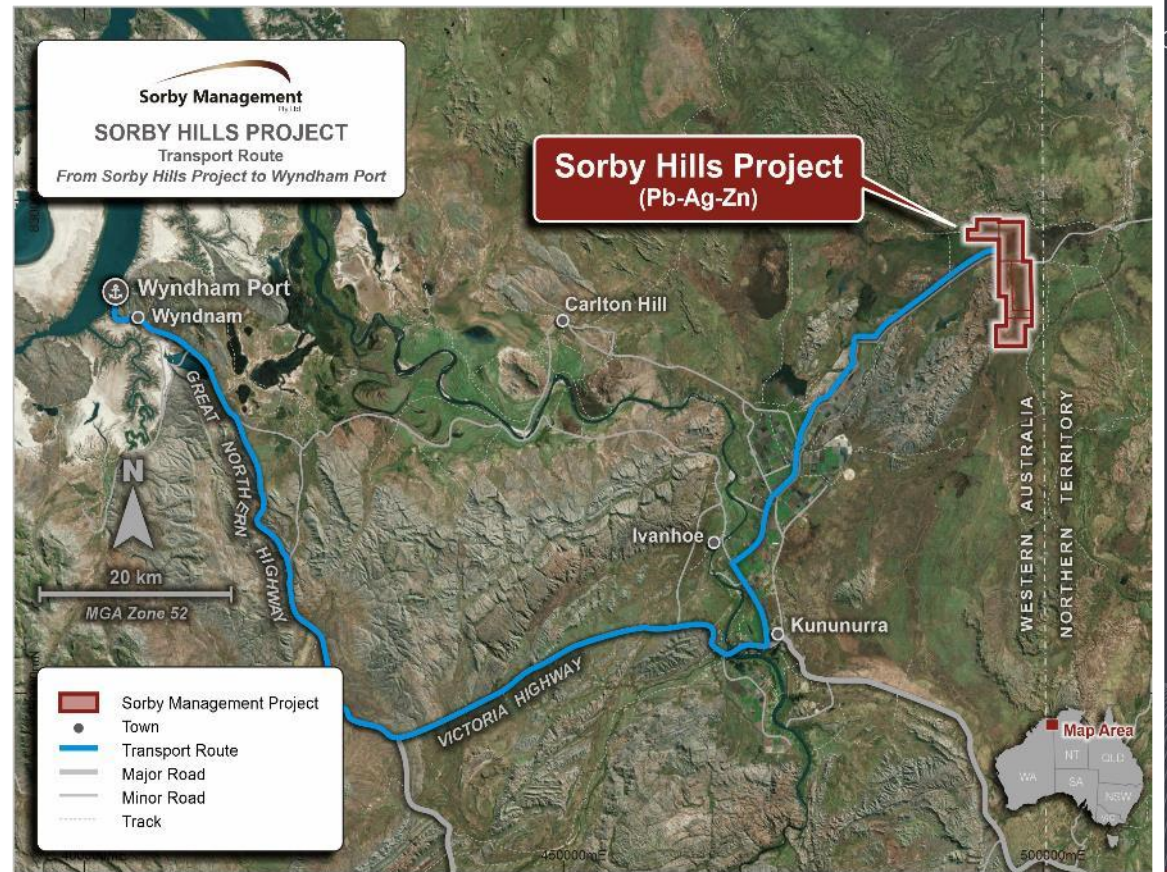 Sorby Management
Pty Ltd
SORBY HILLS PROJECT
Transport Route
From Sorby Hills Project to Wyndham Port
Sorby Hills Project
(Pb-Ag-Zn)
Wyndham Port
Wyndnam
Carlton Hill
GREAT NORTHERN HIGHWAY
N
20 km
MGA Zone 52
Ivanhoe
Kununurra
VICTORIA HIGHWAY
WESTERN AUSTRALIA
NORTHERN TERRITORY
Sorby Management Project
Town
Transport Route
Major Road
Minor Road
Track
Map Area
WA
NT
QLD
SA
NSW
VIC
450000mE
500000mE